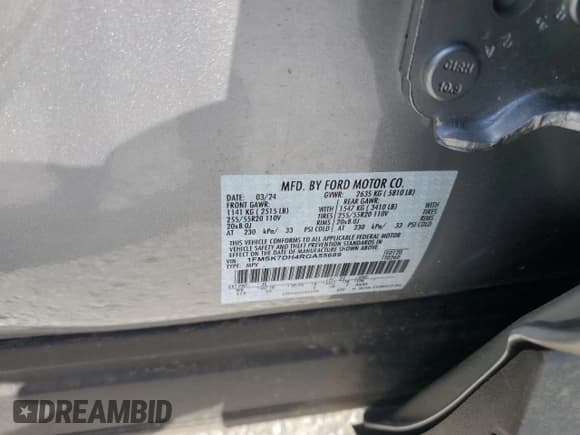 MFD. BY FORD MOTOR CO.
DATE: 03/24 GVWR: 2635 KG ( 5810 LB)
FRONT GAWR: REAR GAWR:
1141 KG ( 2515 LB) WITH 1547 KG ( 3410 LB) WITH
255/55R20 110V TIRES 255/55R20 110V TIRES
20x8.0J RIMS 20x8.0J RIMS
AT 230 kPa/ 33 PSI COLD AT 230 kPa/ 33 PSI COLD
THIS VEHICLE CONFORMS TO ALL APPLICABLE FEDERAL MOTOR
VEHICLE SAFETY STANDARDS IN
EFFECT ON THE DATE OF MANUFACTURE SHOWN ABOVE.
VIN: 1FM5K7DH4RGA55699
TYPE: MPV
10.9
DREAMBID